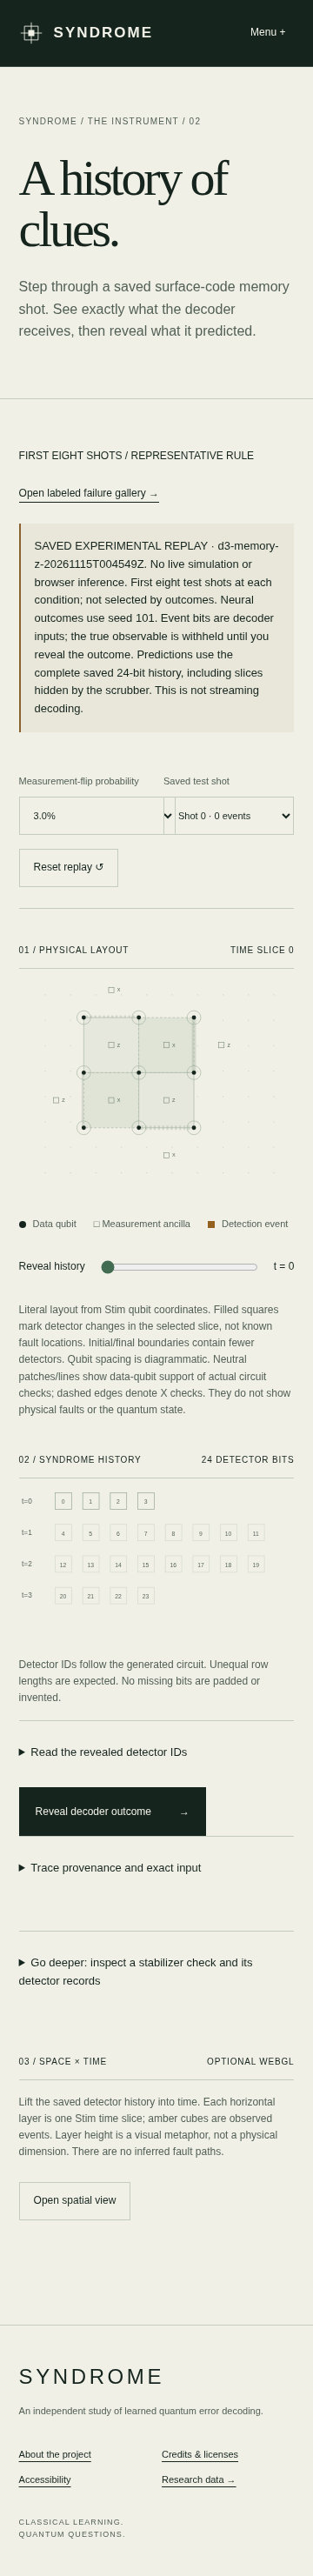 SYNDROME
Menu +
SYNDROME / THE INSTRUMENT / 02
A history of
clues.
Step through a saved surface-code memory
shot. See exactly what the decoder
receives, then reveal what it predicted.
FIRST EIGHT SHOTS / REPRESENTATIVE RULE
Open labeled failure gallery →
SAVED EXPERIMENTAL REPLAY · d3-memory-
z-20261115T004549Z. No live simulation or
browser inference. First eight test shots at each
condition; not selected by outcomes. Neural
outcomes use seed 101. Event bits are decoder
inputs; the true observable is withheld until you
reveal the outcome. Predictions use the
complete saved 24-bit history, including slices
hidden by the scrubber. This is not streaming
decoding.
Measurement-flip probability
Saved test shot
3.0%
Shot 0 · 0 events
Reset replay ↺
01 / PHYSICAL LAYOUT
TIME SLICE 0
X
Z X Z
Z X Z
X
Data qubit
□ Measurement ancilla
Detection event
Reveal history
t = 0
Literal layout from Stim qubit coordinates. Filled squares
mark detector changes in the selected slice, not known
fault locations. Initial/final boundaries contain fewer
detectors. Qubit spacing is diagrammatic. Neutral
patches/lines show data-qubit support of actual circuit
checks; dashed edges denote X checks. They do not show
physical faults or the quantum state.
02 / SYNDROME HISTORY
24 DETECTOR BITS
t=0 0 1 2 3
t=1 4 5 6 7 8 9 10 11
t=2 12 13 14 15 16 17 18 19
t=3 20 21 22 23
Detector IDs follow the generated circuit. Unequal row
lengths are expected. No missing bits are padded or
invented.
Read the revealed detector IDs
Reveal decoder outcome →
Trace provenance and exact input
Go deeper: inspect a stabilizer check and its
detector records
03 / SPACE × TIME
OPTIONAL WEBGL
Lift the saved detector history into time. Each horizontal
layer is one Stim time slice; amber cubes are observed
events. Layer height is a visual metaphor, not a physical
dimension. There are no inferred fault paths.
Open spatial view
SYNDROME
An independent study of learned quantum error decoding.
About the project
Credits & licenses
Accessibility
Research data →
CLASSICAL LEARNING.
QUANTUM QUESTIONS.